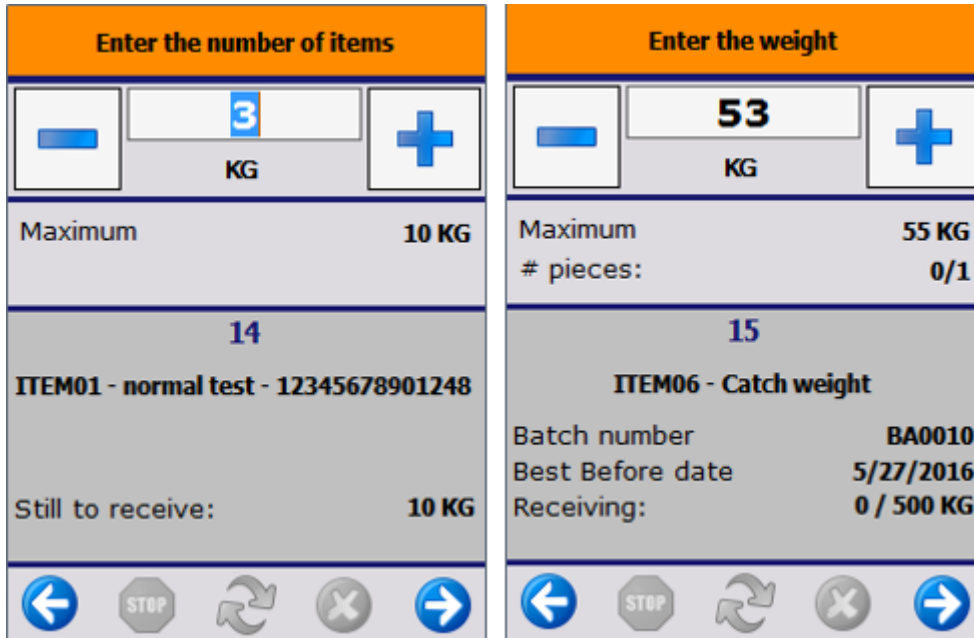 Enter the number of items
3
KG
Maximum 10 KG
14
ITEM01 - normal test - 12345678901248
Still to receive: 10 KG
STOP
Enter the weight
53
KG
Maximum 55 KG
# pieces: 0/1
15
ITEM06 - Catch weight
Batch number BA0010
Best Before date 5/27/2016
Receiving: 0 / 500 KG
STOP